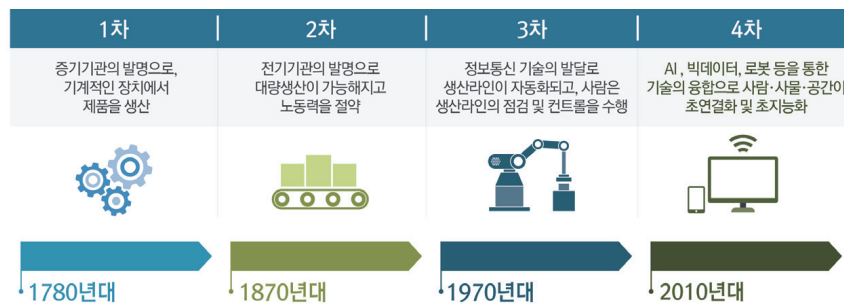 1차
2차
3차
4차
증기기관의 발명으로,
기계적인 장치에서
제품을 생산
전기기관의 발명으로
대량생산이 가능해지고
노동력을 절약
정보통신 기술의 발달로
생산라인이 자동화되고, 사람은
생산라인의 점검 및 컨트롤을 수행
AI , 빅데이터, 로봇 등을 통한
기술의 융합으로 사람·사물·공간이
초연결화 및 초지능화
1780년대
1870년대
1970년대
2010년대